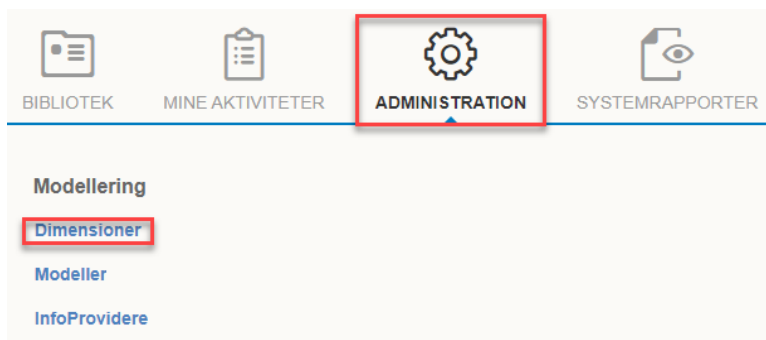 BIBLIOTEK MINE AKTIVITETER ADMINISTRATION SYSTEMRAPPORTER
Modellering
Dimensioner
Modeller
InfoProvidere